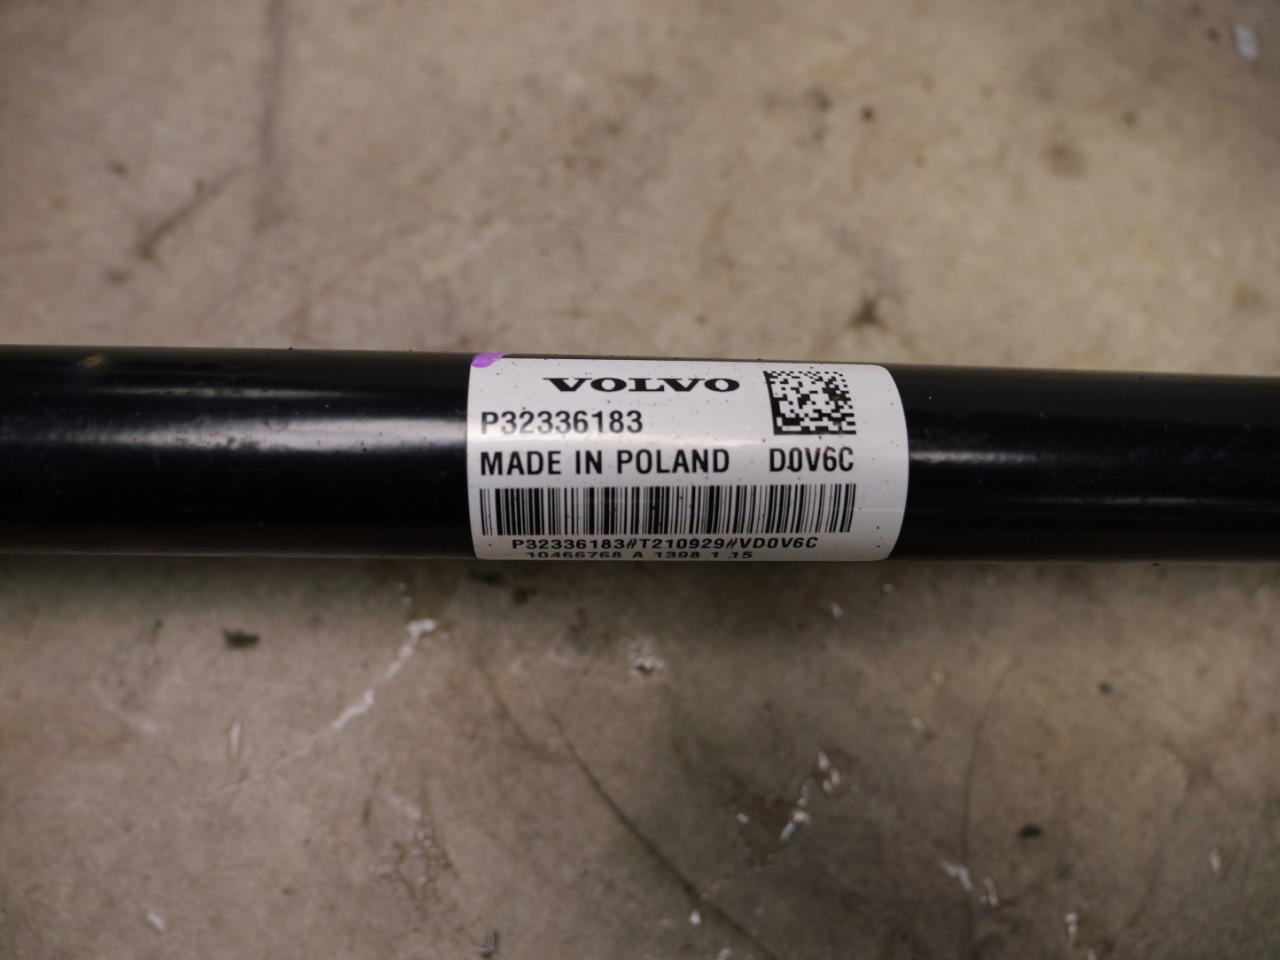 VOLVO
P32336183
MADE IN POLAND D0V6C
P32336183#T210929#VD0V6C
10466768 A 1398 1 15